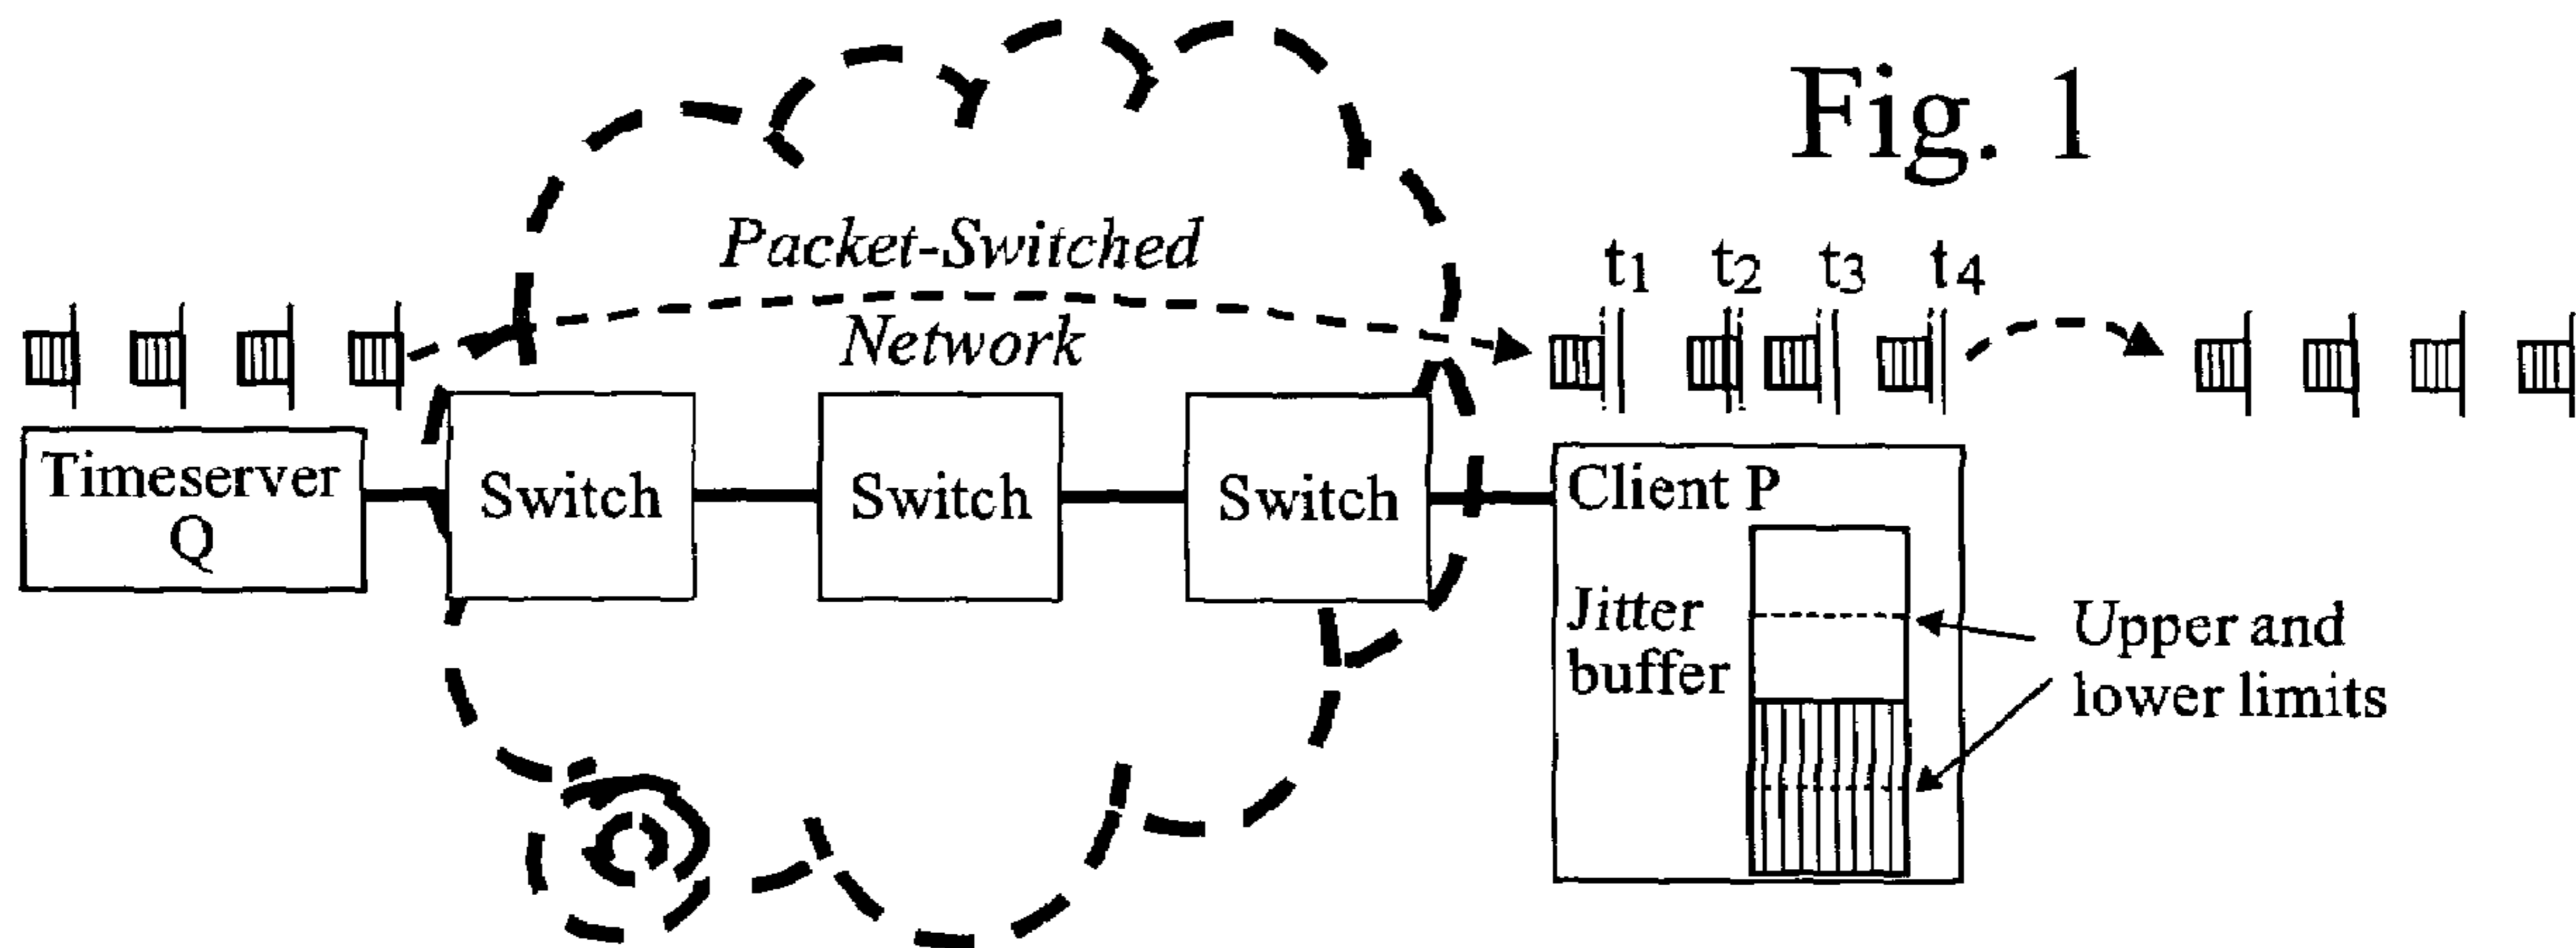 Fig. 1
Packet-Switched
Network
t1 t2 t3 t4
Timeserver
Q
Switch
Switch
Switch
Client P
Jitter
buffer
Upper and
lower limits